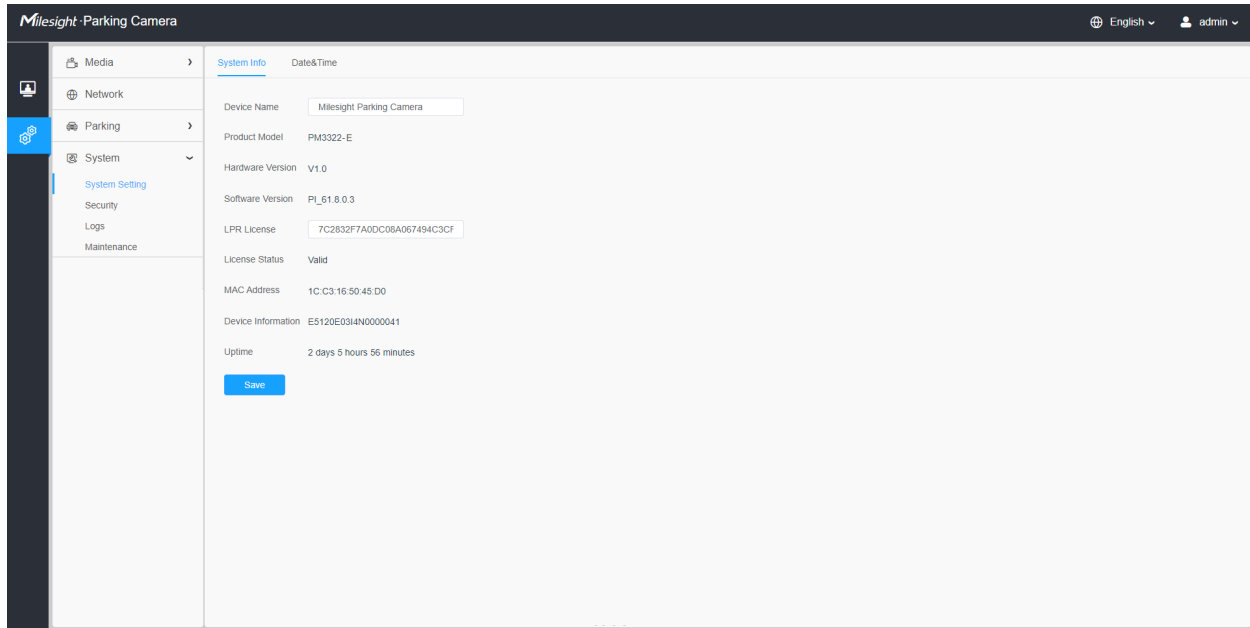 Milesight · Parking Camera
English
admin
Media
Network
Parking
System
System Setting
Security
Logs
Maintenance
System Info Date&Time
Device Name Milesight Parking Camera
Product Model PM3322-E
Hardware Version V1.0
Software Version PI_61.8.0.3
LPR License 7C2832F7A0DC08A067494C3CF
License Status Valid
MAC Address 1C:C3:16:50:45:D0
Device Information E5120E03I4N0000041
Uptime 2 days 5 hours 56 minutes
Save